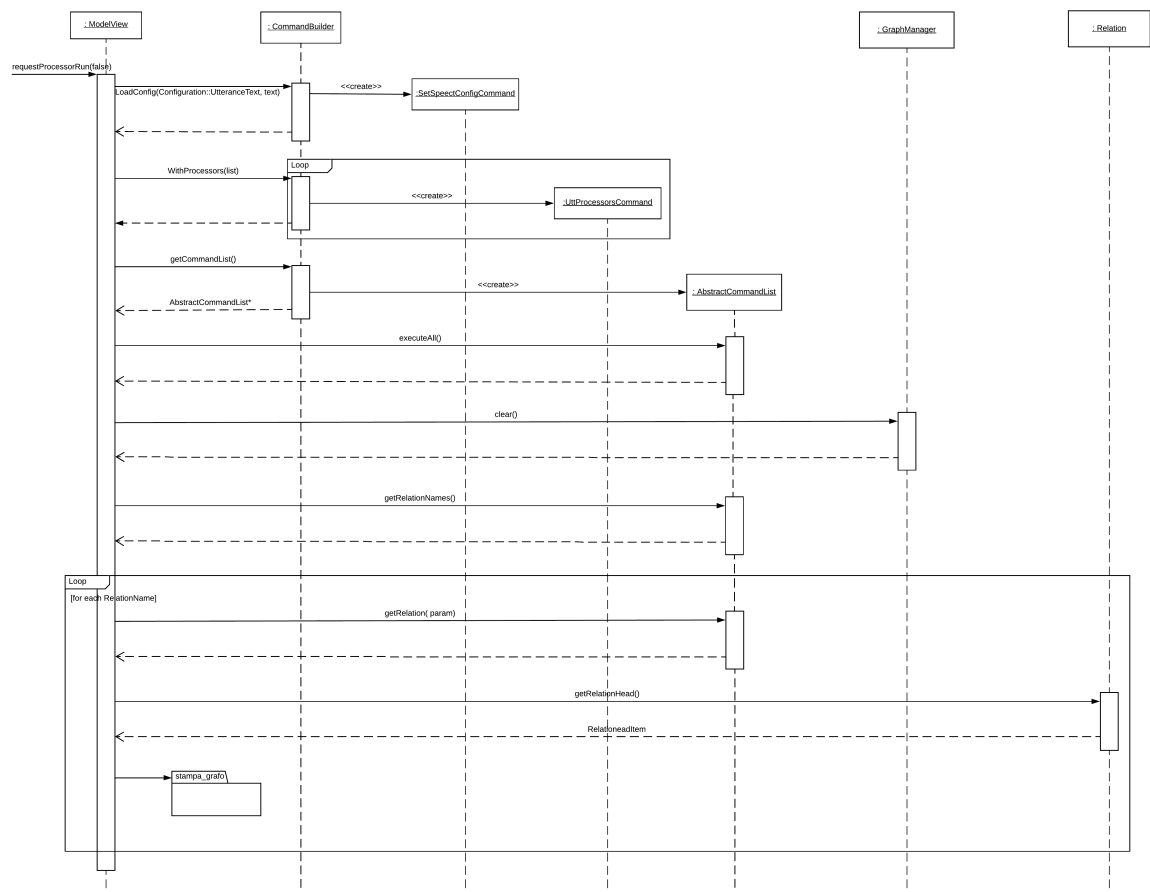 : ModelView
: CommandBuilder
: GraphManager
: Relation
requestProcessorRun(false)
LoadConfig(Configuration::UtteranceText, text)
<<create>>
:SetSpeectConfigCommand
Loop
WithProcessors(list)
<<create>>
:UttProcessorsCommand
getCommandList()
<<create>>
: AbstractCommandList
AbstractCommandList*
executeAll()
clear()
getRelationNames()
Loop
[for each RelationName]
getRelation( param)
getRelationHead()
RelationeadItem
stampa_grafo